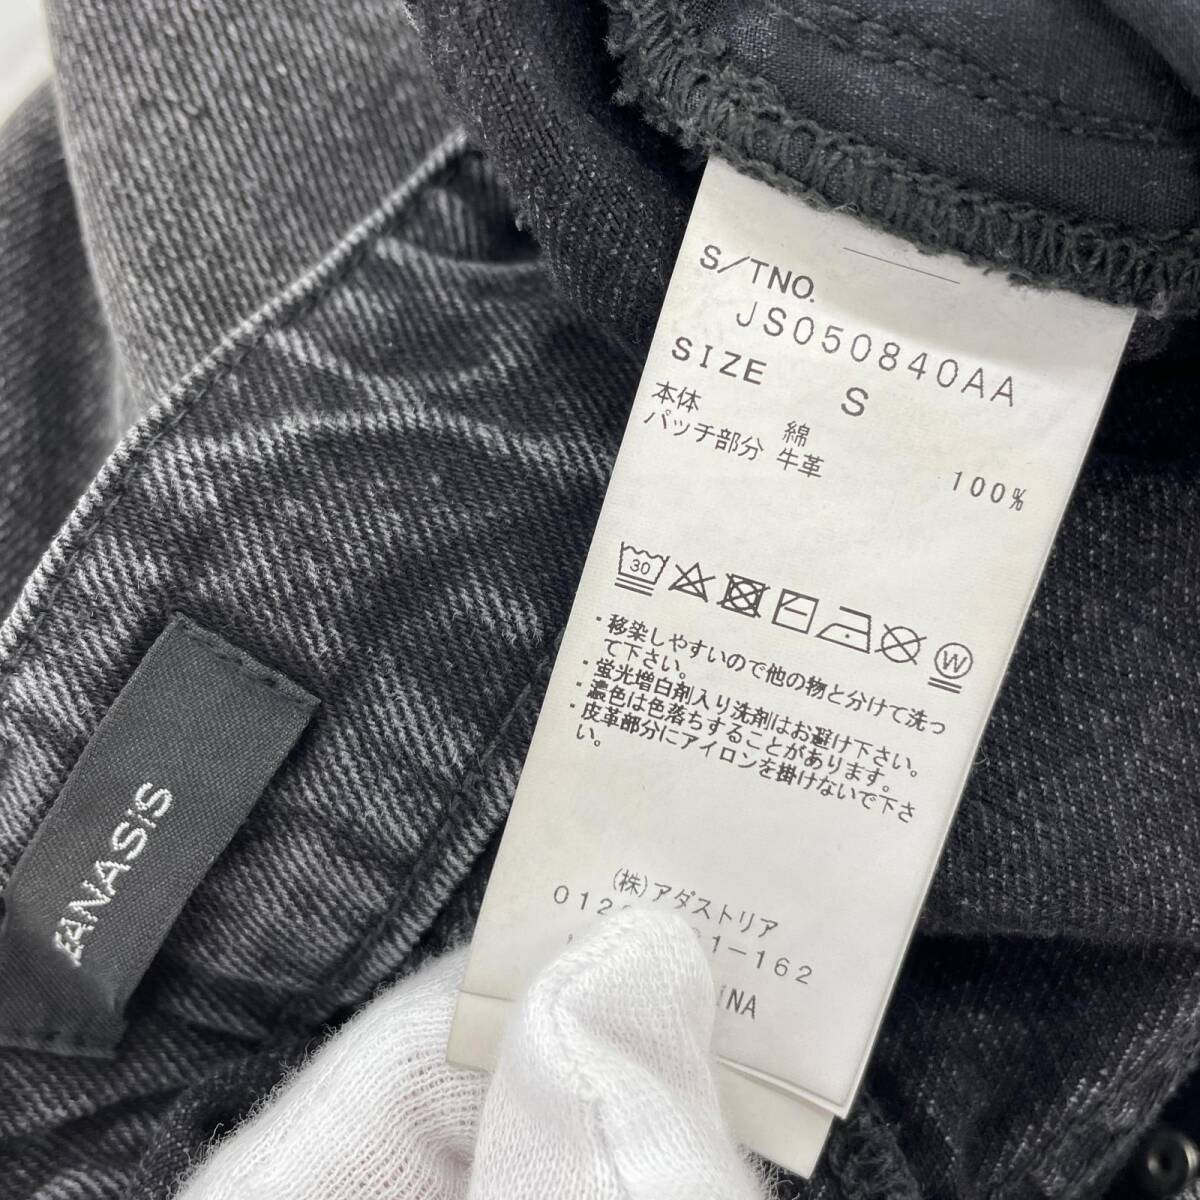 S/TNO.
JS050840AA
SIZE S
本体 綿 100%
パッチ部分 牛革
30
W
・移染しやすいので他の物と分けて洗っ
て下さい。
・蛍光増白剤入り洗剤はお避け下さい。
・濃色は色落ちすることがあります。
・皮革部分にアイロンを掛けないで下さ
い。
(株)アダストリア
1-162
EANASIS